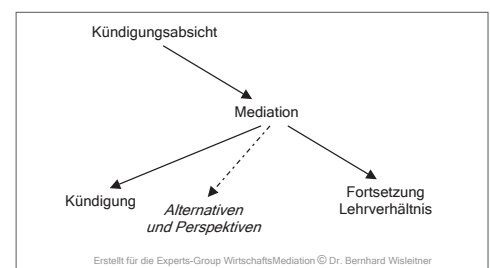 Kündigungsabsicht
Mediation
Kündigung
Alternativen
und Perspektiven
Fortsetzung
Lehrverhältnis
Erstellt für die Experts-Group WirtschaftsMediation © Dr. Bernhard Wisleitner